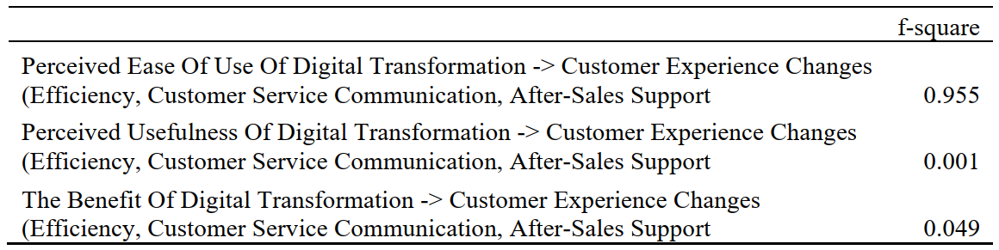 f-square
Perceived Ease Of Use Of Digital Transformation -> Customer Experience Changes
(Efficiency, Customer Service Communication, After-Sales Support 0.955
Perceived Usefulness Of Digital Transformation -> Customer Experience Changes
(Efficiency, Customer Service Communication, After-Sales Support 0.001
The Benefit Of Digital Transformation -> Customer Experience Changes
(Efficiency, Customer Service Communication, After-Sales Support 0.049